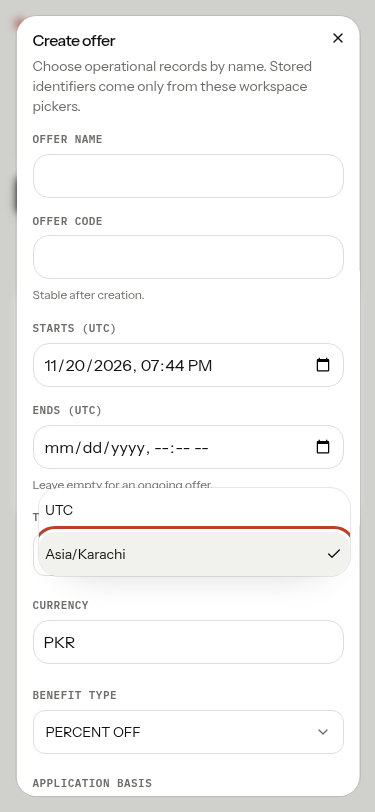 Create offer
Choose operational records by name. Stored
identifiers come only from these workspace
pickers.
OFFER NAME
OFFER CODE
Stable after creation.
STARTS (UTC)
11/20/2026, 07:44 PM
ENDS (UTC)
mm/dd/yyyy, --:-- --
Leave empty for an ongoing offer.
UTC
Asia/Karachi
CURRENCY
PKR
BENEFIT TYPE
PERCENT OFF
APPLICATION BASIS